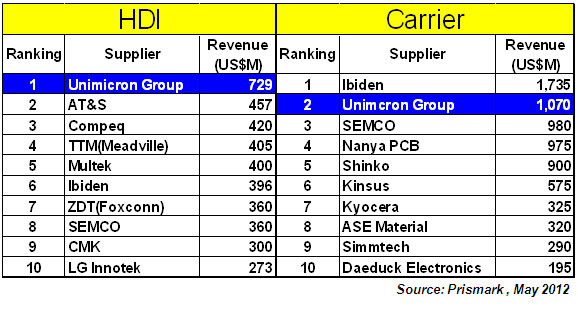 HDI Carrier
Ranking Supplier Revenue (US$M) Ranking Supplier Revenue (US$M)
1 Unimicron Group 729 1 Ibiden 1,735
2 AT&S 457 2 Unimcron Group 1,070
3 Compeq 420 3 SEMCO 980
4 TTM(Meadville) 405 4 Nanya PCB 975
5 Multek 400 5 Shinko 900
6 Ibiden 396 6 Kinsus 575
7 ZDT(Foxconn) 360 7 Kyocera 325
8 SEMCO 360 8 ASE Material 320
9 CMK 300 9 Simmtech 290
10 LG Innotek 273 10 Daeduck Electronics 195
Source: Prismark , May 2012